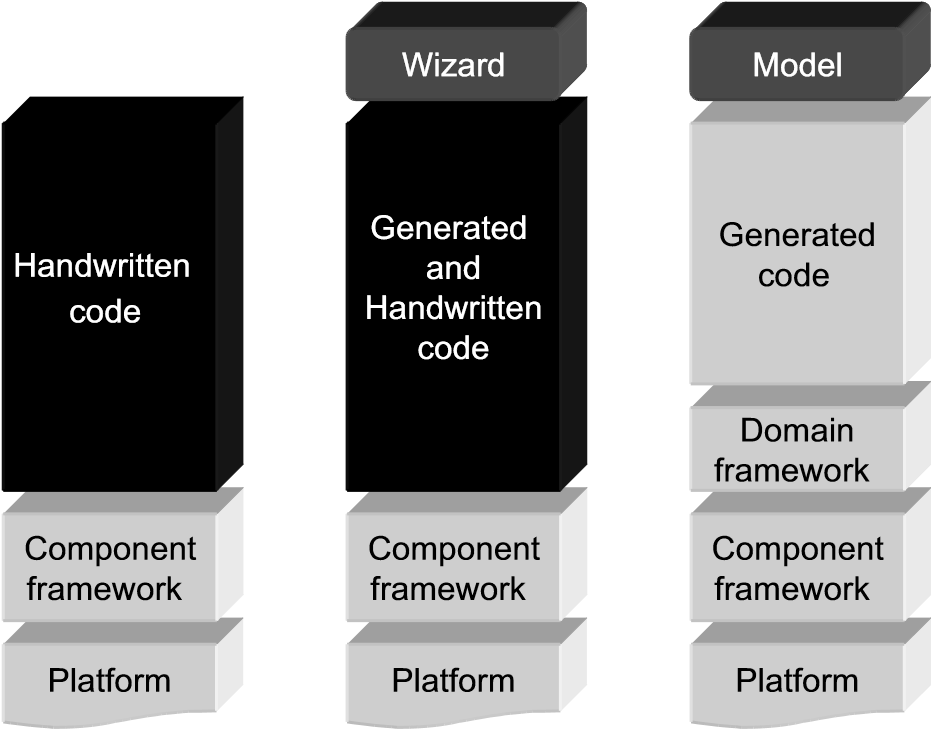 Handwritten
code
Component
framework
Platform
Wizard
Generated
and
Handwritten
code
Component
framework
Platform
Model
Generated
code
Domain
framework
Component
framework
Platform